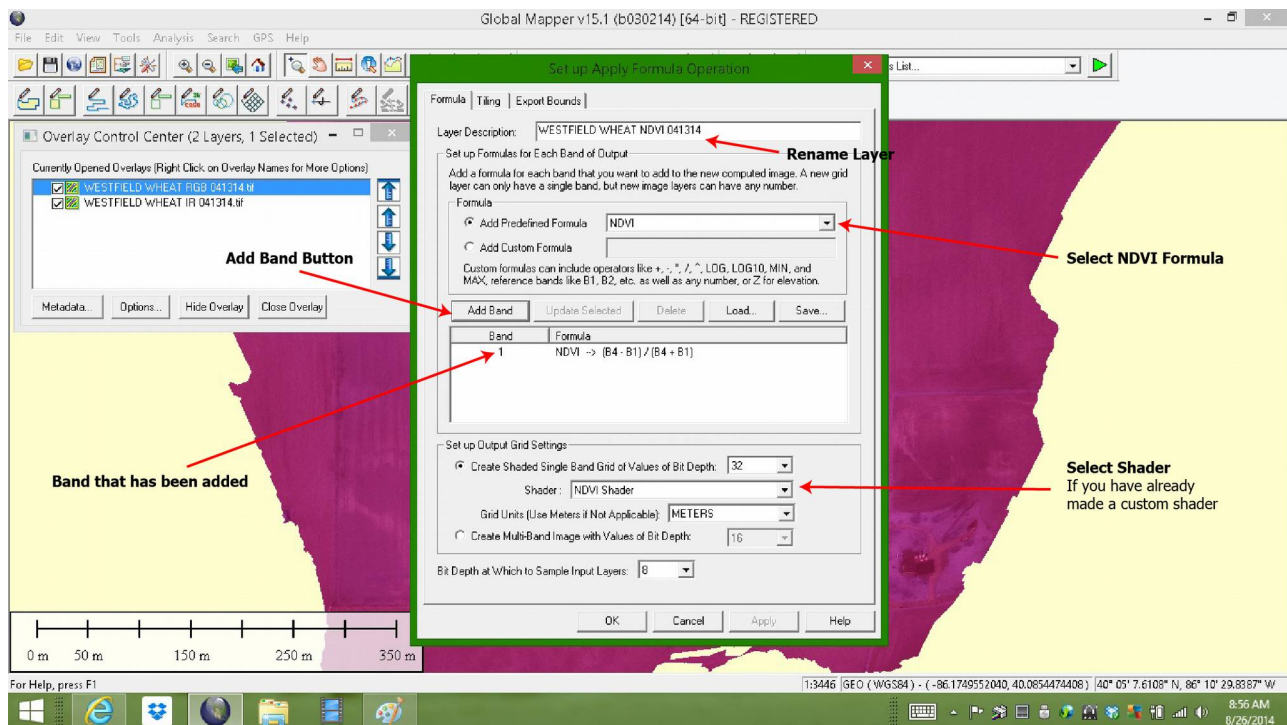 Global Mapper v15.1 (b030214) [64-bit] - REGISTERED
File Edit View Tools Analysis Search GPS Help
s List...
Set up Apply Formula Operation
Formula Tiling Export Bounds
Layer Description: WESTFIELD WHEAT NDVI 041314
Rename Layer
Set up Formulas for Each Band of Output
Add a formula for each band that you want to add to the new computed image. A new grid
layer can only have a single band, but new image layers can have any number.
Formula
Add Predefined Formula NDVI
Select NDVI Formula
Add Custom Formula
Custom formulas can include operators like +, -, *, /, ^, LOG, LOG10, MIN, and
MAX, reference bands like B1, B2, etc. as well as any number, or Z for elevation.
Add Band Update Selected Delete Load... Save...
Band Formula
1 NDVI -> (B4 - B1) / (B4 + B1)
Set up Output Grid Settings
Create Shaded Single Band Grid of Values of Bit Depth: 32
Shader: NDVI Shader
Grid Units (Use Meters if Not Applicable): METERS
Create Multi-Band Image with Values of Bit Depth: 16
Bit Depth at Which to Sample Input Layers: 8
OK Cancel Apply Help
Overlay Control Center (2 Layers, 1 Selected)
Currently Opened Overlays (Right Click on Overlay Names for More Options)
WESTFIELD WHEAT RGB 041314.tif
WESTFIELD WHEAT IR 041314.tif
Add Band Button
Metadata... Options... Hide Overlay Close Overlay
Band that has been added
Select Shader
If you have already
made a custom shader
0 m 50 m 150 m 250 m 350 m
For Help, press F1
1:3446 GEO (WGS84) - ( -86.1749552040, 40.0854474408 ) 40° 05' 7.6108" N, 86° 10' 29.8387" W
8:56 AM
8/26/2014